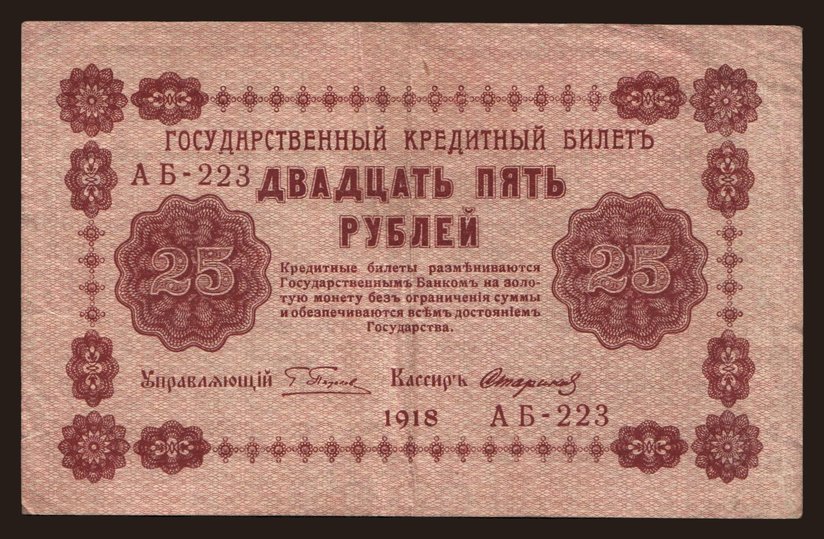 ГОСУДАРСТВЕННЫЙ КРЕДИТНЫЙ БИЛЕТЪ
АБ-223
ДВАДЦАТЬ ПЯТЬ
РУБЛЕЙ
25
25
Кредитные билеты размѣниваются
Государственнымъ Банкомъ на золо-
тую монету безъ ограниченія суммы
и обезпечиваются всѣмъ достояніемъ
Государства.
Управляющій
Кассиръ
1918 АБ-223